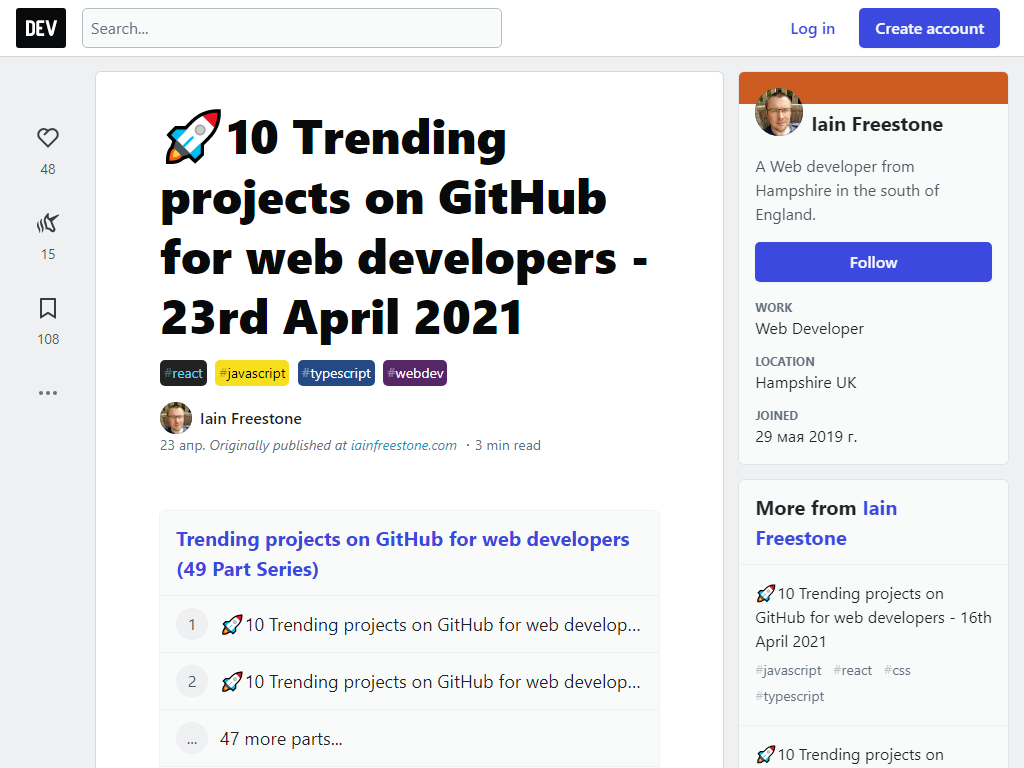 DEV
Search...
Log in
Create account
48
15
108
10 Trending
projects on GitHub
for web developers -
23rd April 2021
#react #javascript #typescript #webdev
Iain Freestone
23 апр. Originally published at iainfreestone.com ・3 min read
Trending projects on GitHub for web developers
(49 Part Series)
1 🚀10 Trending projects on GitHub for web develop...
2 🚀10 Trending projects on GitHub for web develop...
... 47 more parts...
Iain Freestone
A Web developer from
Hampshire in the south of
England.
Follow
WORK
Web Developer
LOCATION
Hampshire UK
JOINED
29 мая 2019 г.
More from Iain
Freestone
🚀10 Trending projects on
GitHub for web developers - 16th
April 2021
#javascript #react #css
#typescript
🚀10 Trending projects on